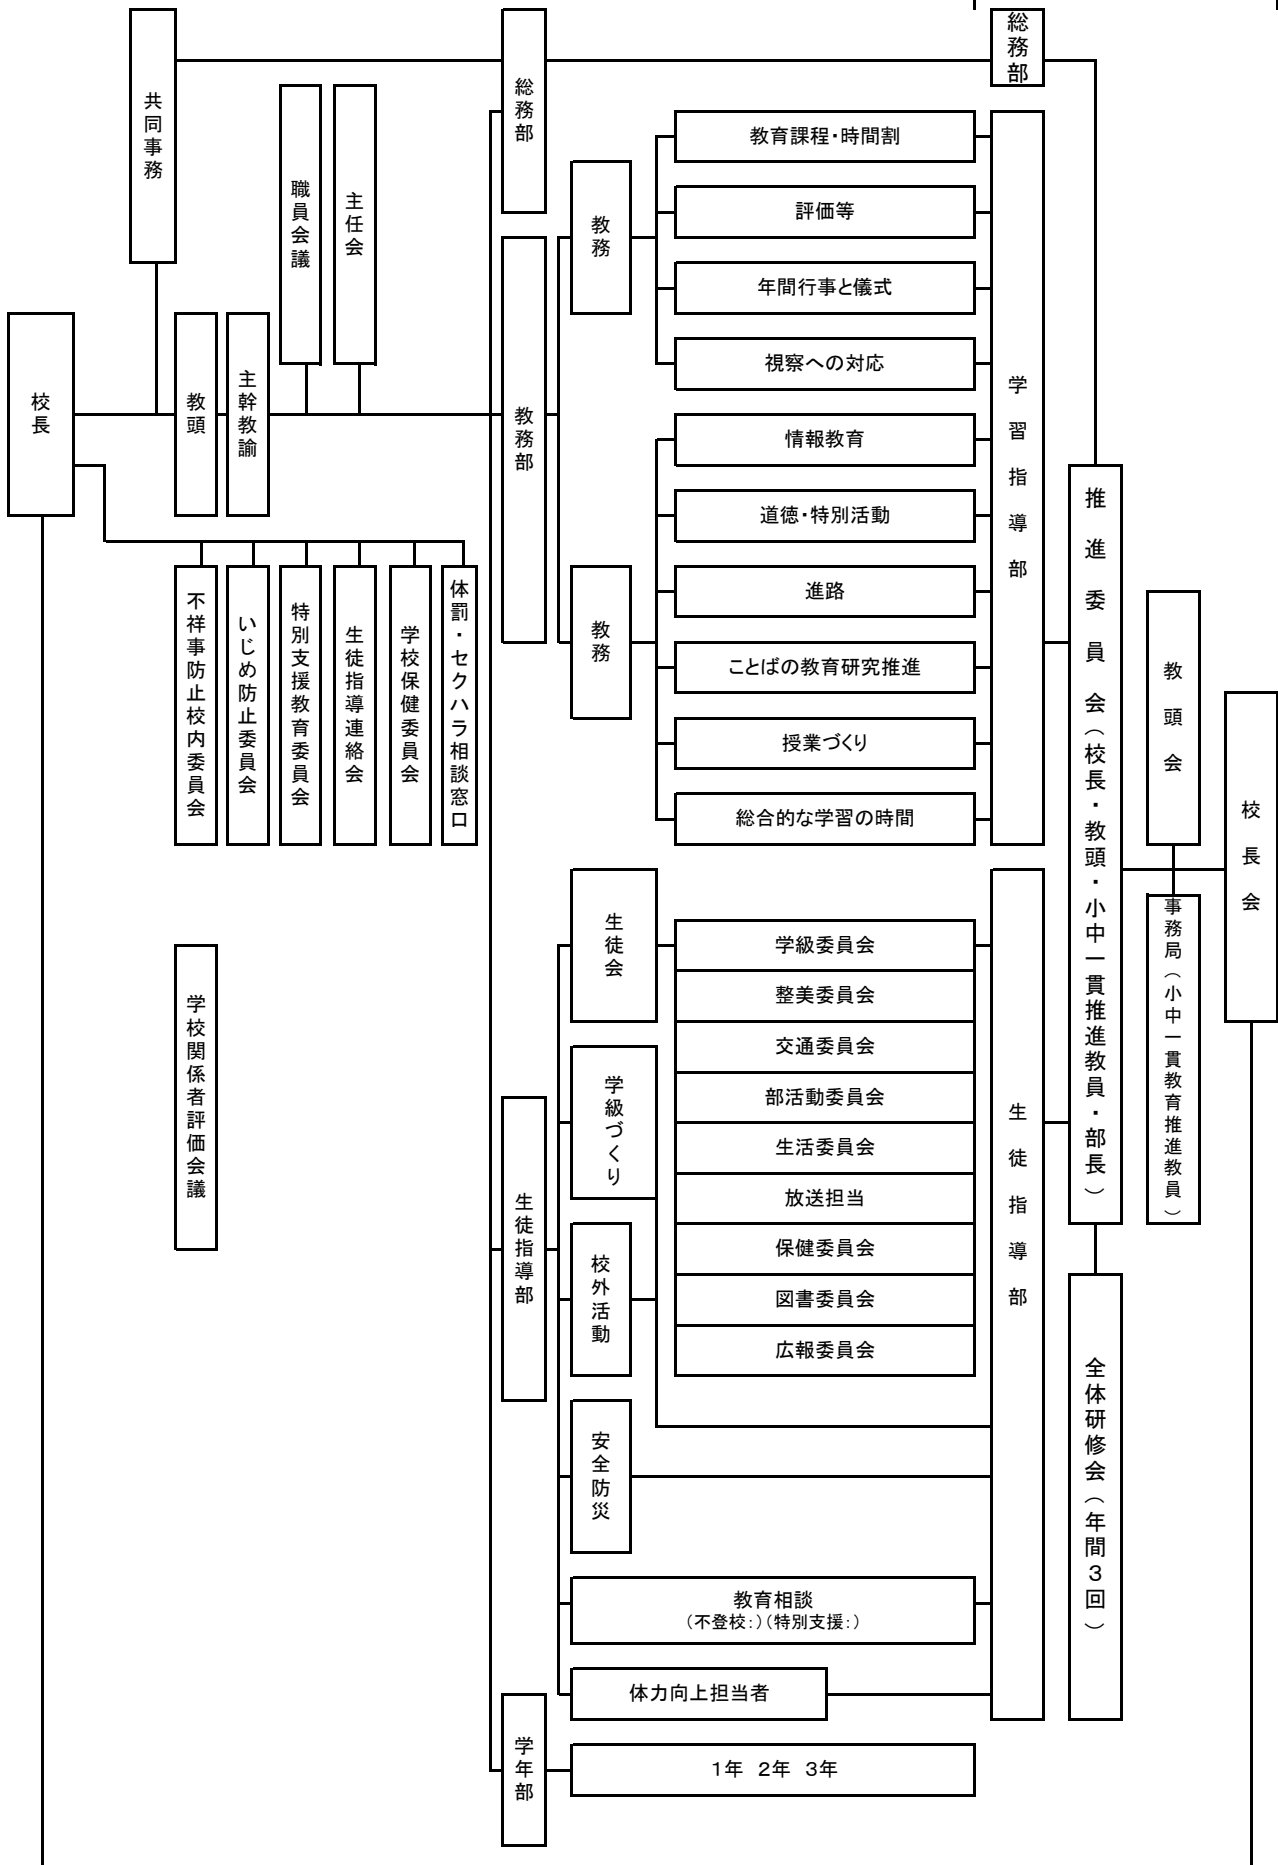 共同事務
職員会議
主任会
校長
教頭
主幹教諭
不祥事防止校内委員会
いじめ防止委員会
特別支援教育委員会
生徒指導連絡会
学校保健委員会
体罰・セクハラ相談窓口
学校関係者評価会議
総務部
教務部
生徒指導部
学年部
教務
教育課程・時間割
評価等
年間行事と儀式
視察への対応
教務
情報教育
道徳・特別活動
進路
ことばの教育研究推進
授業づくり
総合的な学習の時間
生徒会
学級委員会
整美委員会
交通委員会
部活動委員会
生活委員会
放送担当
保健委員会
図書委員会
広報委員会
学級づくり
校外活動
安全防災
教育相談
（不登校：）（特別支援：）
体力向上担当者
1年 2年 3年
総務部
学習指導部
生徒指導部
推進委員会（校長・教頭・小中一貫推進教員・部長）
全体研修会（年間３回）
教頭会
事務局（小中一貫教育推進教員）
校長会